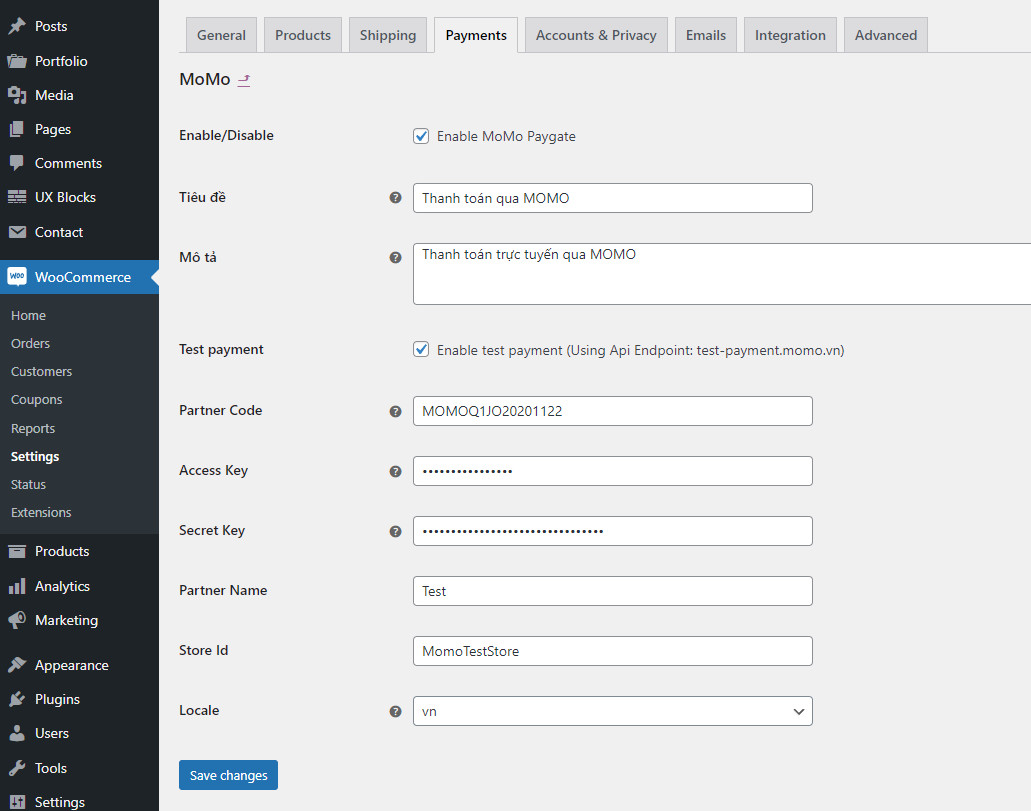 Posts
Portfolio
Media
Pages
Comments
UX Blocks
Contact
WOO WooCommerce
Home
Orders
Customers
Coupons
Reports
Settings
Status
Extensions
Products
Analytics
Marketing
Appearance
Plugins
Users
Tools
Settings
General Products Shipping Payments Accounts & Privacy Emails Integration Advanced
MoMo
Enable/Disable Enable MoMo Paygate
Tiêu đề ? Thanh toán qua MOMO
Mô tả ? Thanh toán trực tuyến qua MOMO
Test payment Enable test payment (Using Api Endpoint: test-payment.momo.vn)
Partner Code ? MOMOQ1JO20201122
Access Key ? ••••••••••••••••
Secret Key ? ••••••••••••••••••••••••••••••••
Partner Name Test
Store Id MomoTestStore
Locale ? vn
Save changes